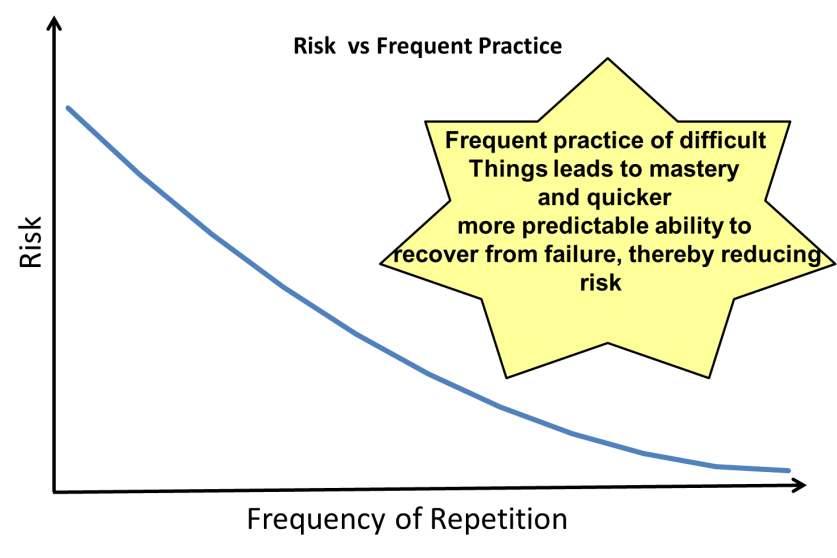 Risk vs Frequent Practice
Frequent practice of difficult
Things leads to mastery
and quicker
more predictable ability to
recover from failure, thereby reducing
risk
Risk
Frequency of Repetition